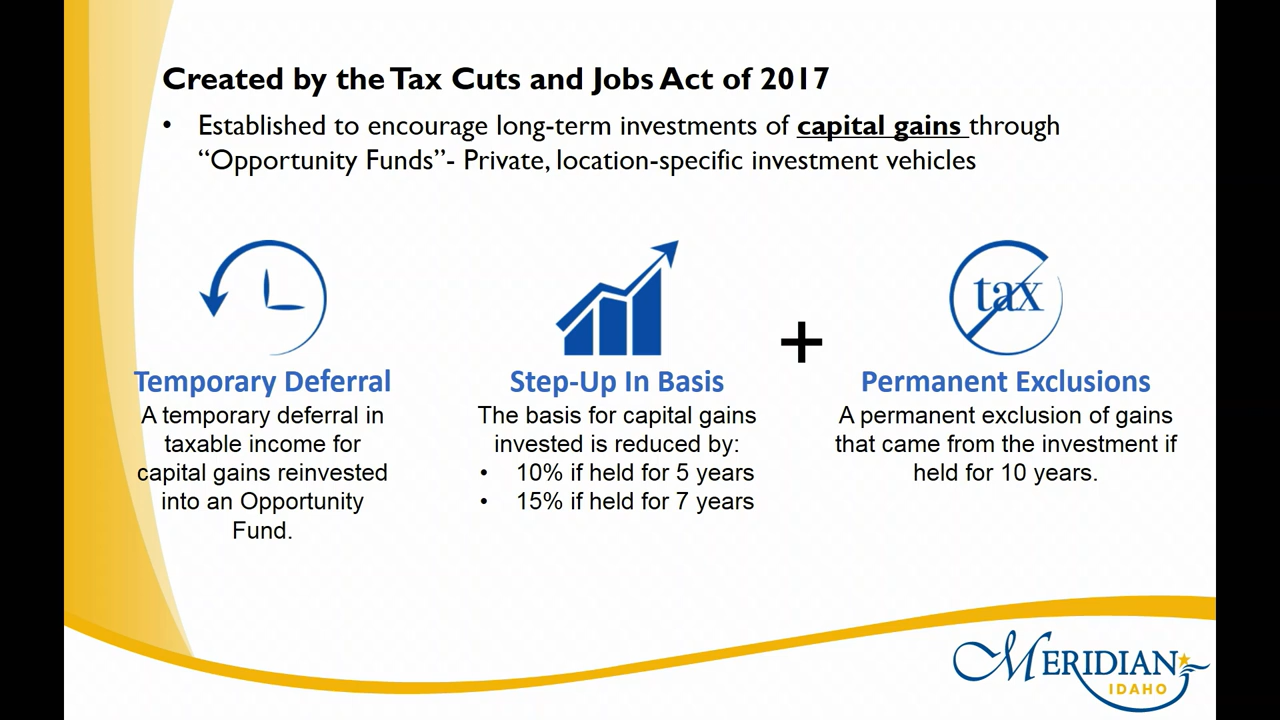 Created by the Tax Cuts and Jobs Act of 2017
• Established to encourage long-term investments of capital gains through
“Opportunity Funds”- Private, location-specific investment vehicles
Temporary Deferral
A temporary deferral in
taxable income for
capital gains reinvested
into an Opportunity
Fund.
Step-Up In Basis
The basis for capital gains
invested is reduced by:
• 10% if held for 5 years
• 15% if held for 7 years
+
tax
Permanent Exclusions
A permanent exclusion of gains
that came from the investment if
held for 10 years.
MERIDIAN
IDAHO